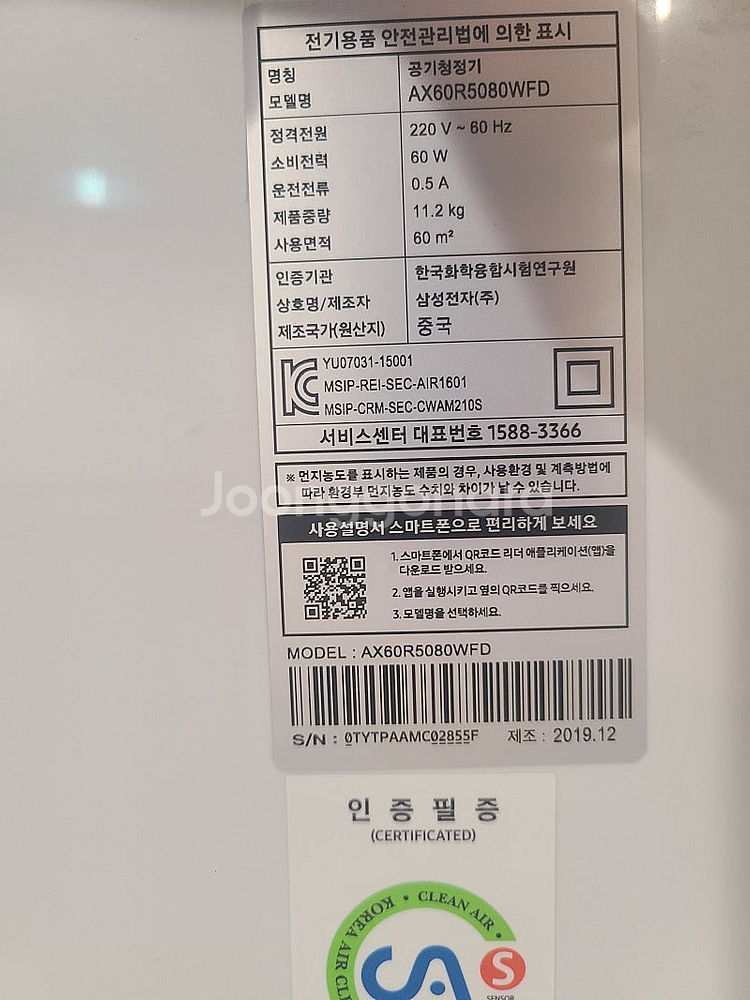 전기용품 안전관리법에 의한 표시
명칭 공기청정기
모델명 AX60R5080WFD
정격전원 220 V ~ 60 Hz
소비전력 60 W
운전전류 0.5 A
제품중량 11.2 kg
사용면적 60 m²
인증기관 한국화학융합시험연구원
상호명/제조자 삼성전자(주)
제조국가(원산지) 중국
YU07031-15001
MSIP-REI-SEC-AIR1601
MSIP-CRM-SEC-CWAM210S
서비스센터 대표번호 1588-3366
※ 먼지농도를 표시하는 제품의 경우, 사용환경 및 계측방법에
따라 환경부 먼지농도 수치와 차이가 날 수 있습니다.
Joonggonara
사용설명서 스마트폰으로 편리하게 보세요
1. 스마트폰에서 QR코드 리더 애플리케이션(앱)을
다운로드 받으세요.
2. 앱을 실행시키고 옆의 QR코드를 찍으세요.
3. 모델명을 선택하세요.
MODEL : AX60R5080WFD
S/N : 0TYTPAAMC02855F 제조 : 2019.12
인증필증
(CERTIFICATED)
KOREA AIR CLE • CLEAN AIR •
CA
S
SENSOR